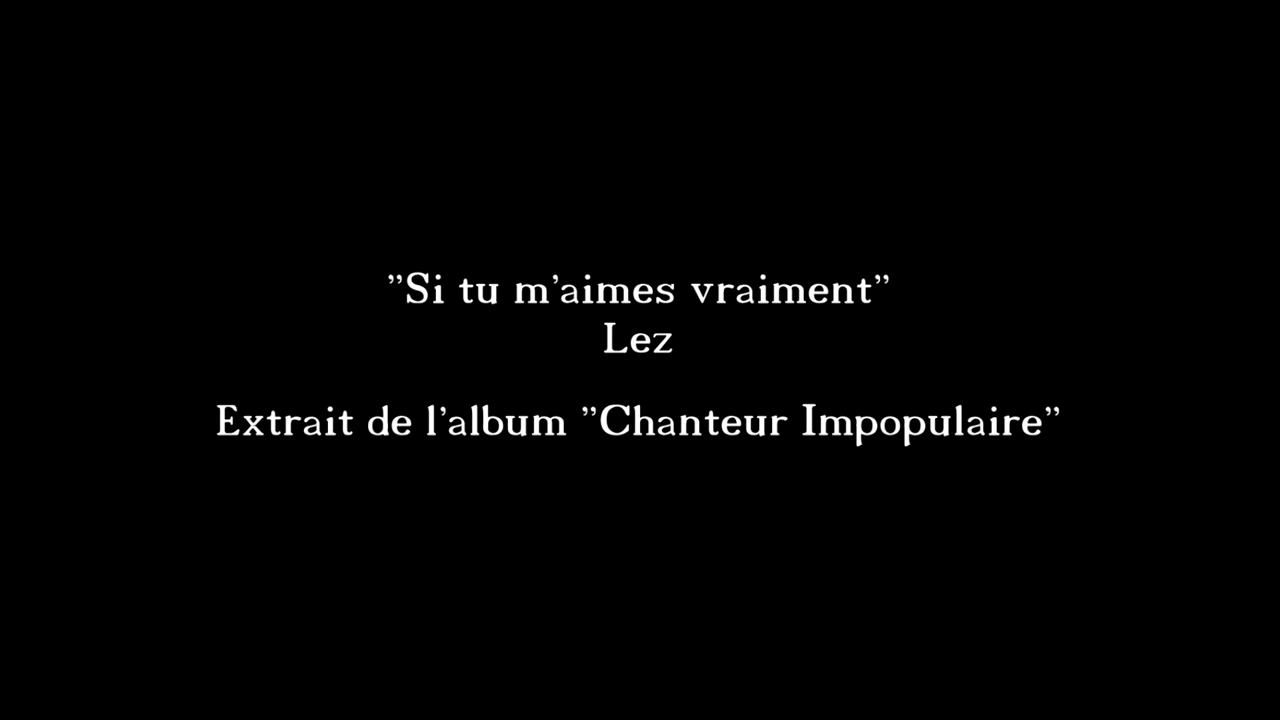 "Si tu m'aimes vraiment"
Lez
Extrait de l'album "Chanteur Impopulaire"